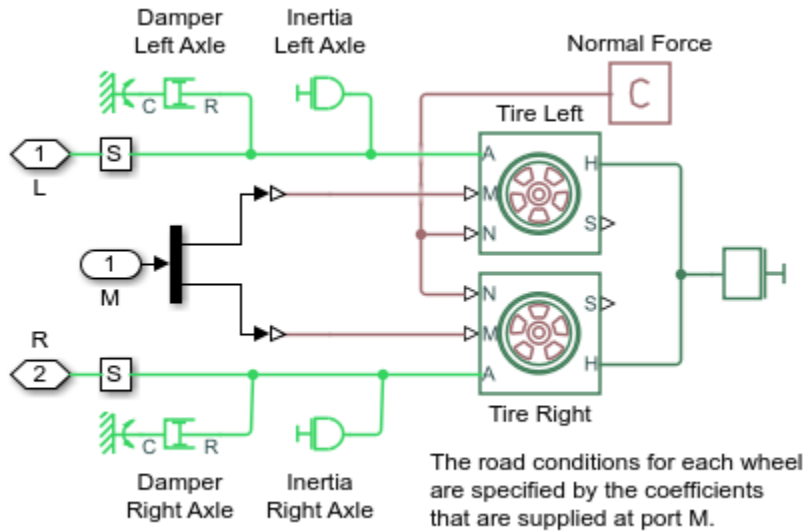 Damper
Left Axle
Inertia
Left Axle
Normal Force
C
C
R
Tire Left
1
S
A
H
L
M
S
N
1
M
N
S
R
M
2
S
A
H
C
R
Tire Right
Damper
Right Axle
Inertia
Right Axle
The road conditions for each wheel
are specified by the coefficients
that are supplied at port M.